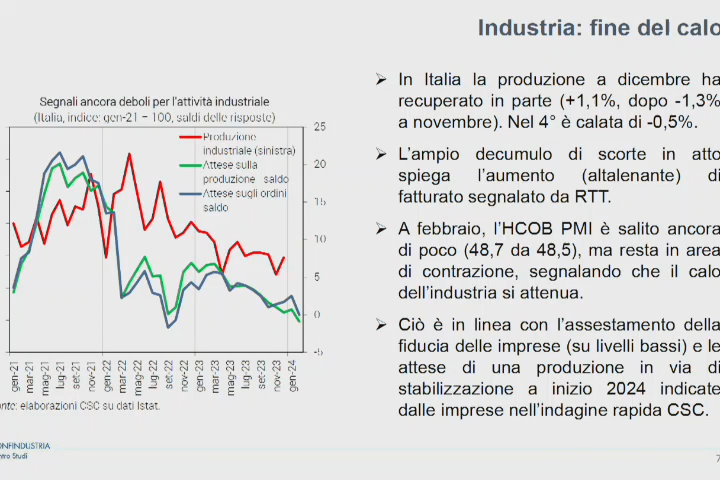 Industria: fine del calo
Segnali ancora deboli per l'attività industriale
(Italia, indice: gen-21 = 100, saldi delle risposte)
Produzione
industriale (sinistra)
Attese sulla
produzione saldo
Attese sugli ordini
saldo
25
20
15
10
5
0
-5
gen-21
mar-21
mag-21
lug-21
set-21
nov-21
gen-22
mar-22
mag-22
lug-22
set-22
nov-22
gen-23
mar-23
mag-23
lug-23
set-23
nov-23
gen-24
onte: elaborazioni CSC su dati Istat.
➢ In Italia la produzione a dicembre ha
recuperato in parte (+1,1%, dopo -1,3%
a novembre). Nel 4° è calata di -0,5%.
➢ L'ampio decumulo di scorte in atto
spiega l'aumento (altalenante) di
fatturato segnalato da RTT.
➢ A febbraio, l'HCOB PMI è salito ancora
di poco (48,7 da 48,5), ma resta in area
di contrazione, segnalando che il calo
dell'industria si attenua.
➢ Ciò è in linea con l'assestamento della
fiducia delle imprese (su livelli bassi) e le
attese di una produzione in via di
stabilizzazione a inizio 2024 indicate
dalle imprese nell'indagine rapida CSC.
ONFINDUSTRIA
ntro Studi
7